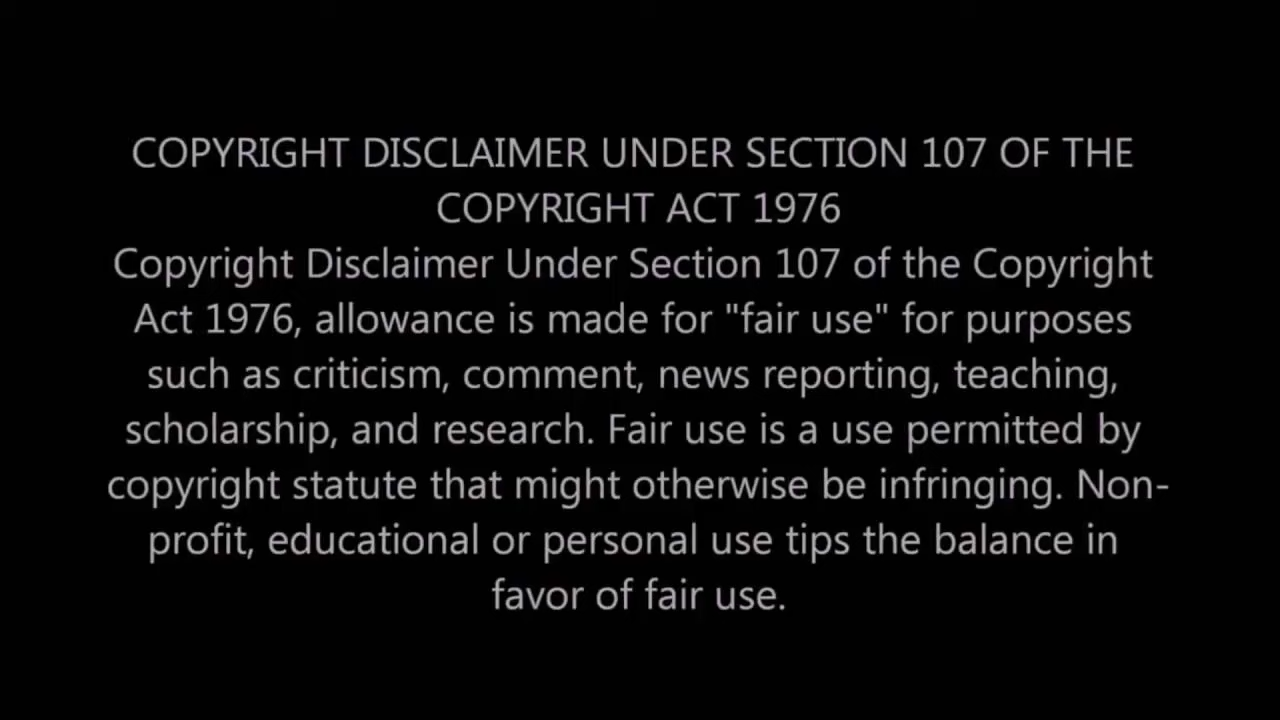 COPYRIGHT DISCLAIMER UNDER SECTION 107 OF THE
COPYRIGHT ACT 1976
Copyright Disclaimer Under Section 107 of the Copyright
Act 1976, allowance is made for "fair use" for purposes
such as criticism, comment, news reporting, teaching,
scholarship, and research. Fair use is a use permitted by
copyright statute that might otherwise be infringing. Non-
profit, educational or personal use tips the balance in
favor of fair use.